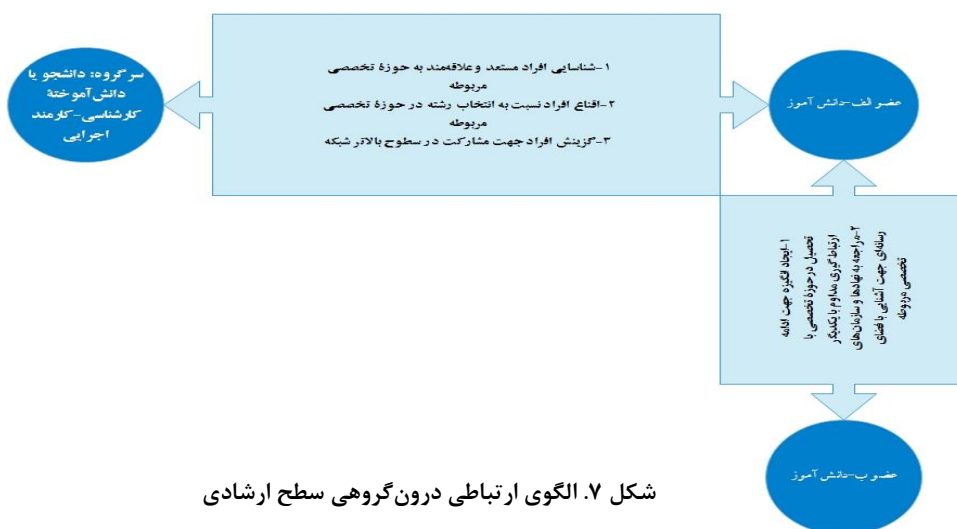 سرگروه: دانشجو یا
دانش‌آموختهٔ
کارشناسی-کارمند
اجرایی
۱-شناسایی افراد مستعد و علاقه‌مند به حوزهٔ تخصصی
مربوطه
۲-اقناع افراد نسبت به انتخاب رشته در حوزهٔ تخصصی
مربوطه
۳-گزینش افراد جهت مشارکت در سطوح بالاتر شبکه
عضو الف-دانش آموز
۱-ایجاد انگیزه جهت ادامه
تحصیل در حوزهٔ تخصصی با
ارتباط گیری مداوم با یکدیگر
۲-مراجعه به نهادها و سازمان‌های
رسانه‌ای جهت آشنایی با فضای
تخصصی مربوطه
عضو ب-دانش آموز
شکل ۷. الگوی ارتباطی درون‌گروهی سطح ارشادی